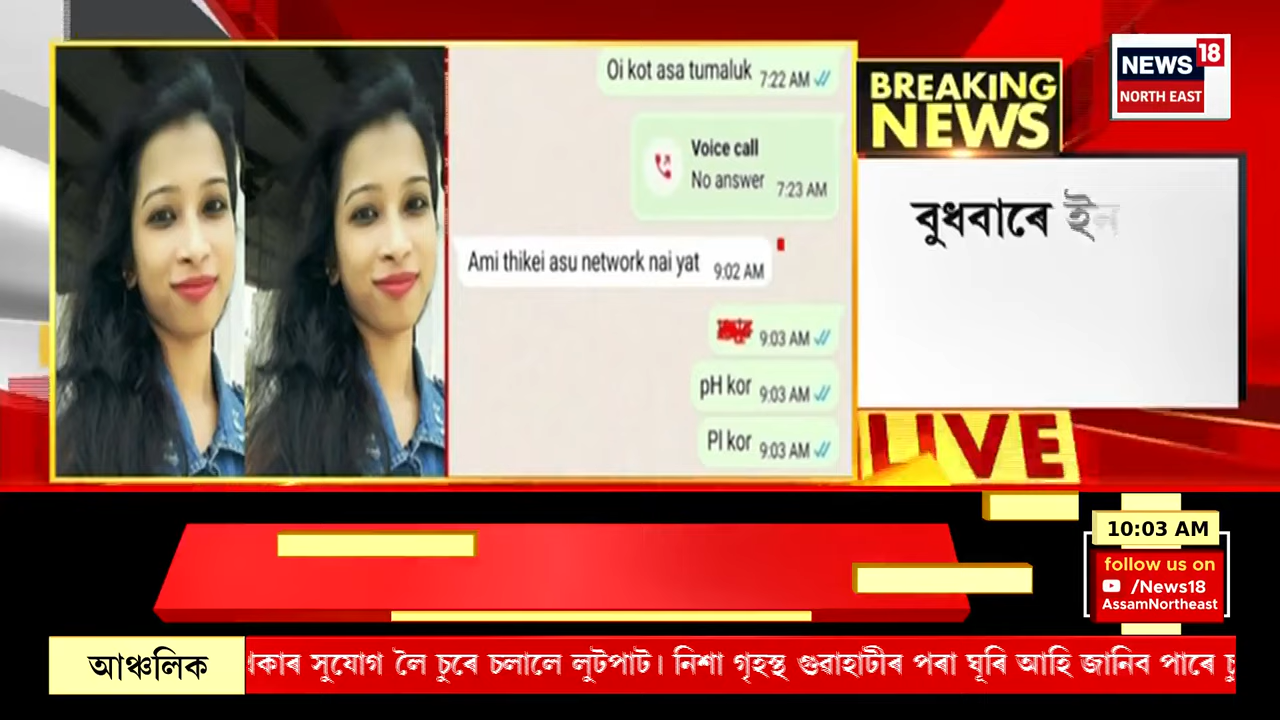 Oi kot asa tumaluk 7:22 AM
Voice call
No answer 7:23 AM
Ami thikei asu network nai yat 9:02 AM
9:03 AM
pH kor 9:03 AM
Pl kor 9:03 AM
BREAKING
NEWS
NEWS 18
NORTH EAST
বুধবাৰে
LIVE
10:03 AM
follow us on
/News18
AssamNortheast
আঞ্চলিক
সুযোগ লৈ চুৰে চলালে লুটপাট। নিশা গৃহস্থ গুৱাহাটীৰ পৰা ঘূৰি আহি জানিব পাৰে